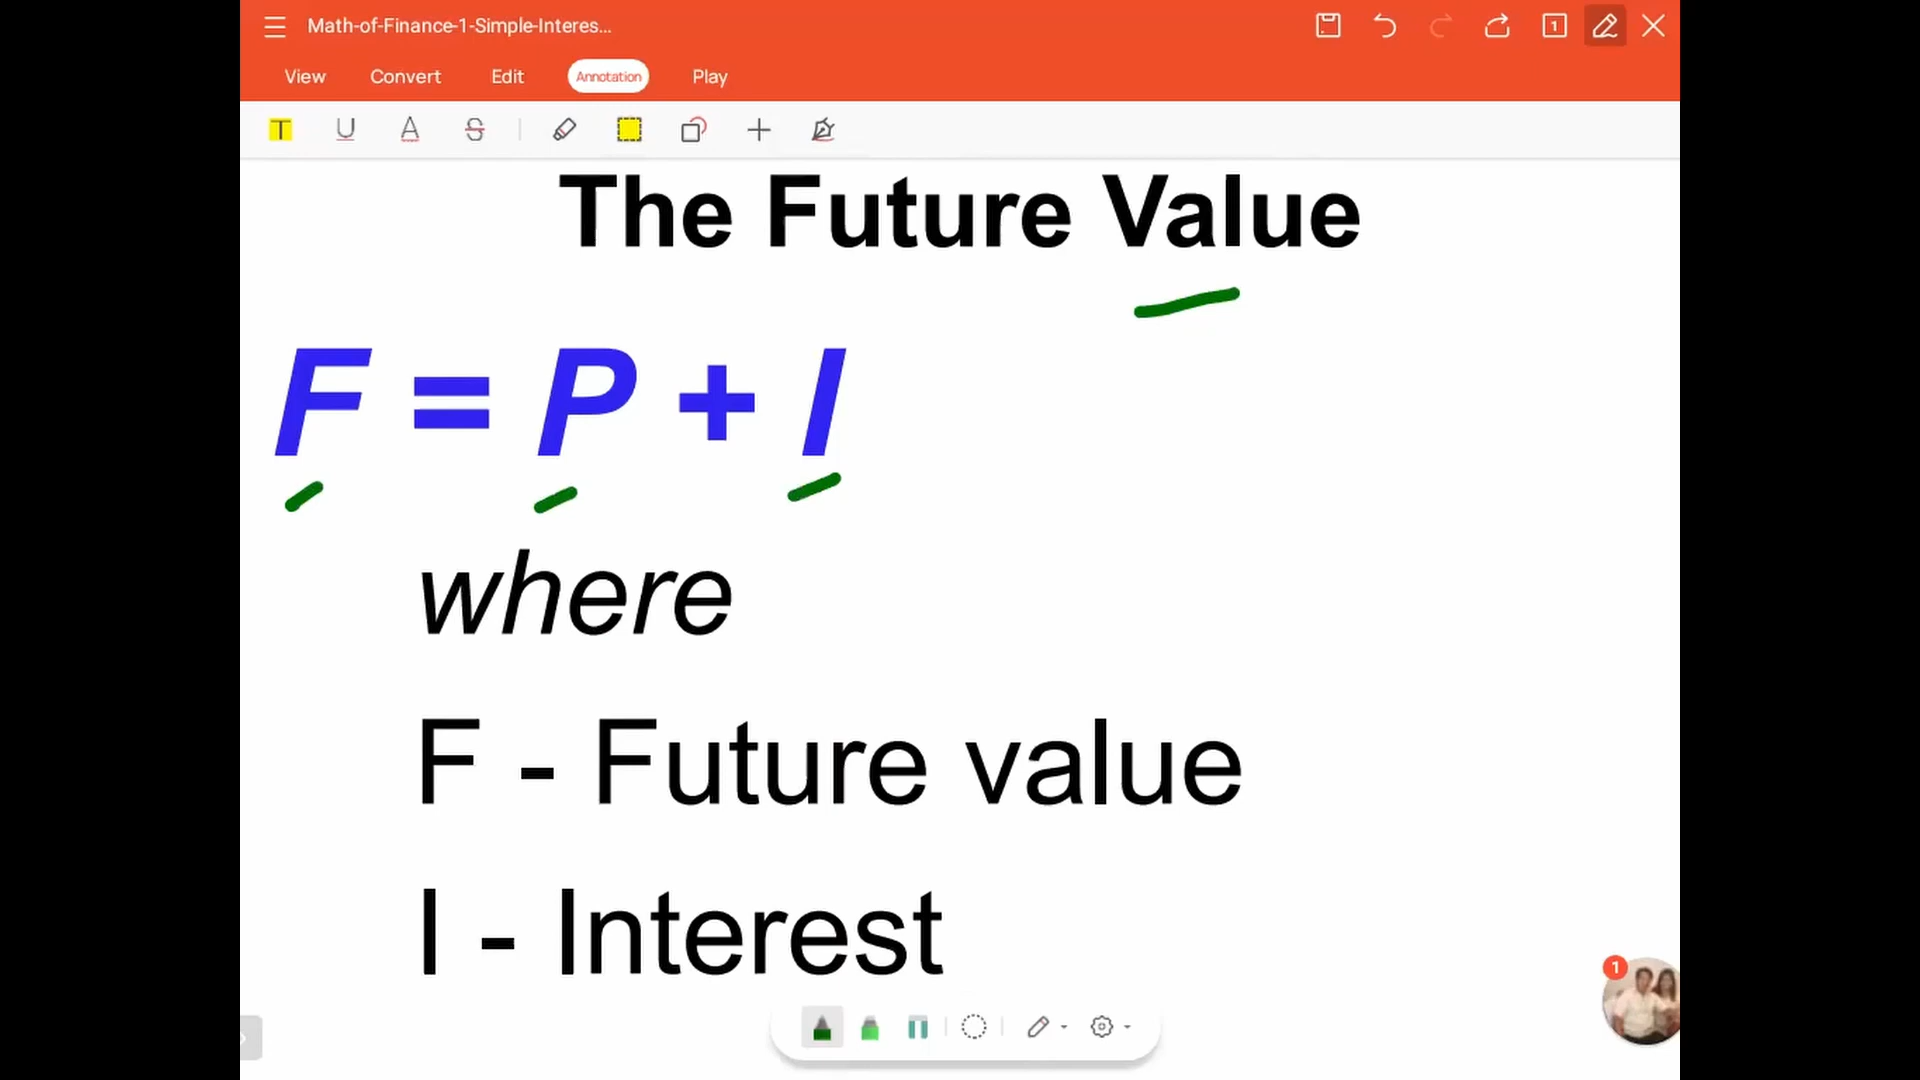 Math-of-Finance-1-Simple-Interes...
1
View Convert Edit Annotation Play
T U A S
The Future Value
F = P + I
where
F - Future value
I - Interest
1